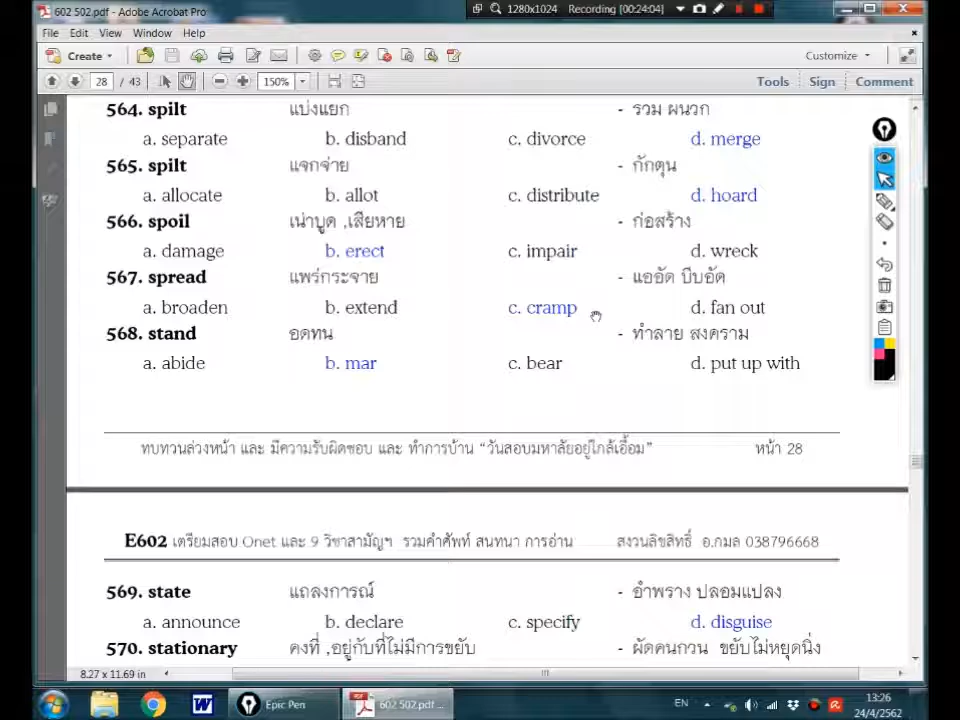 602 502.pdf - Adobe Acrobat Pro
1280x1024 Recording [00:24:04]
File Edit View Window Help
Create Customize
28 / 43 150% Tools Sign Comment
564. spilt แบ่งแยก - รวม ผนวก
a. separate b. disband c. divorce d. merge
565. spilt แจกจ่าย - กักตุน
a. allocate b. allot c. distribute d. hoard
566. spoil เน่าบูด ,เสียหาย - ก่อสร้าง
a. damage b. erect c. impair d. wreck
567. spread แพร่กระจาย - แออัด บีบอัด
a. broaden b. extend c. cramp d. fan out
568. stand อดทน - ทำลาย สงคราม
a. abide b. mar c. bear d. put up with
ทบทวนล่วงหน้า และ มีความรับผิดชอบ และ ทำการบ้าน “วันสอบมหาลัยอยู่ใกล้เอื้อม” หน้า 28
E602 เตรียมสอบ Onet และ 9 วิชาสามัญฯ รวมคำศัพท์ สนทนา การอ่าน สงวนลิขสิทธิ์ อ.กมล 038796668
569. state แถลงการณ์ - อำพราง ปลอมแปลง
a. announce b. declare c. specify d. disguise
570. stationary คงที่ ,อยู่กับที่ไม่มีการขยับ - ผัดคนกวน ขยับไม่หยุดนิ่ง
8.27 x 11.69 in
Epic Pen 602 502.pdf ... EN 13:26
24/4/2562